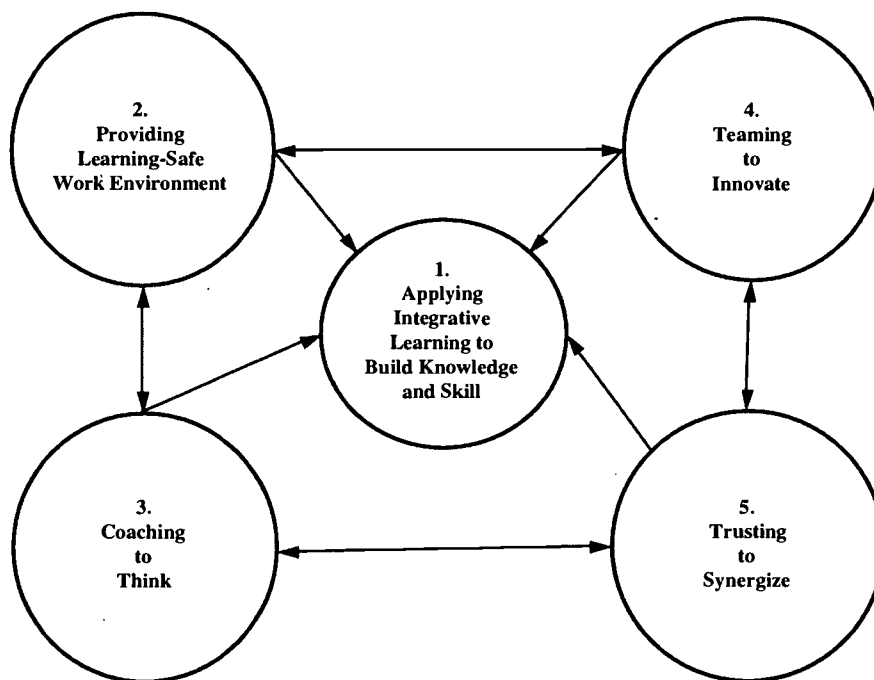 2.
Providing
Learning-Safe
Work Environment
4.
Teaming
to
Innovate
1.
Applying
Integrative
Learning to
Build Knowledge
and Skill
3.
Coaching
to
Think
5.
Trusting
to
Synergize